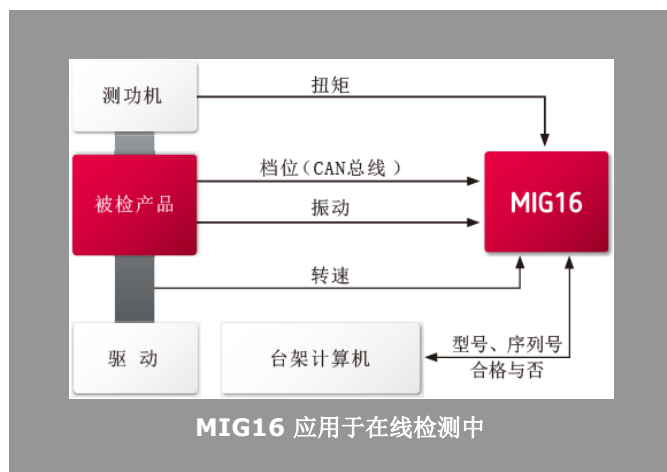 测功机
扭矩
被检产品
档位（CAN总线 ）
振动
MIG16
转速
驱 动
台架计算机
型号、序列号
合格与否
MIG16 应用于在线检测中